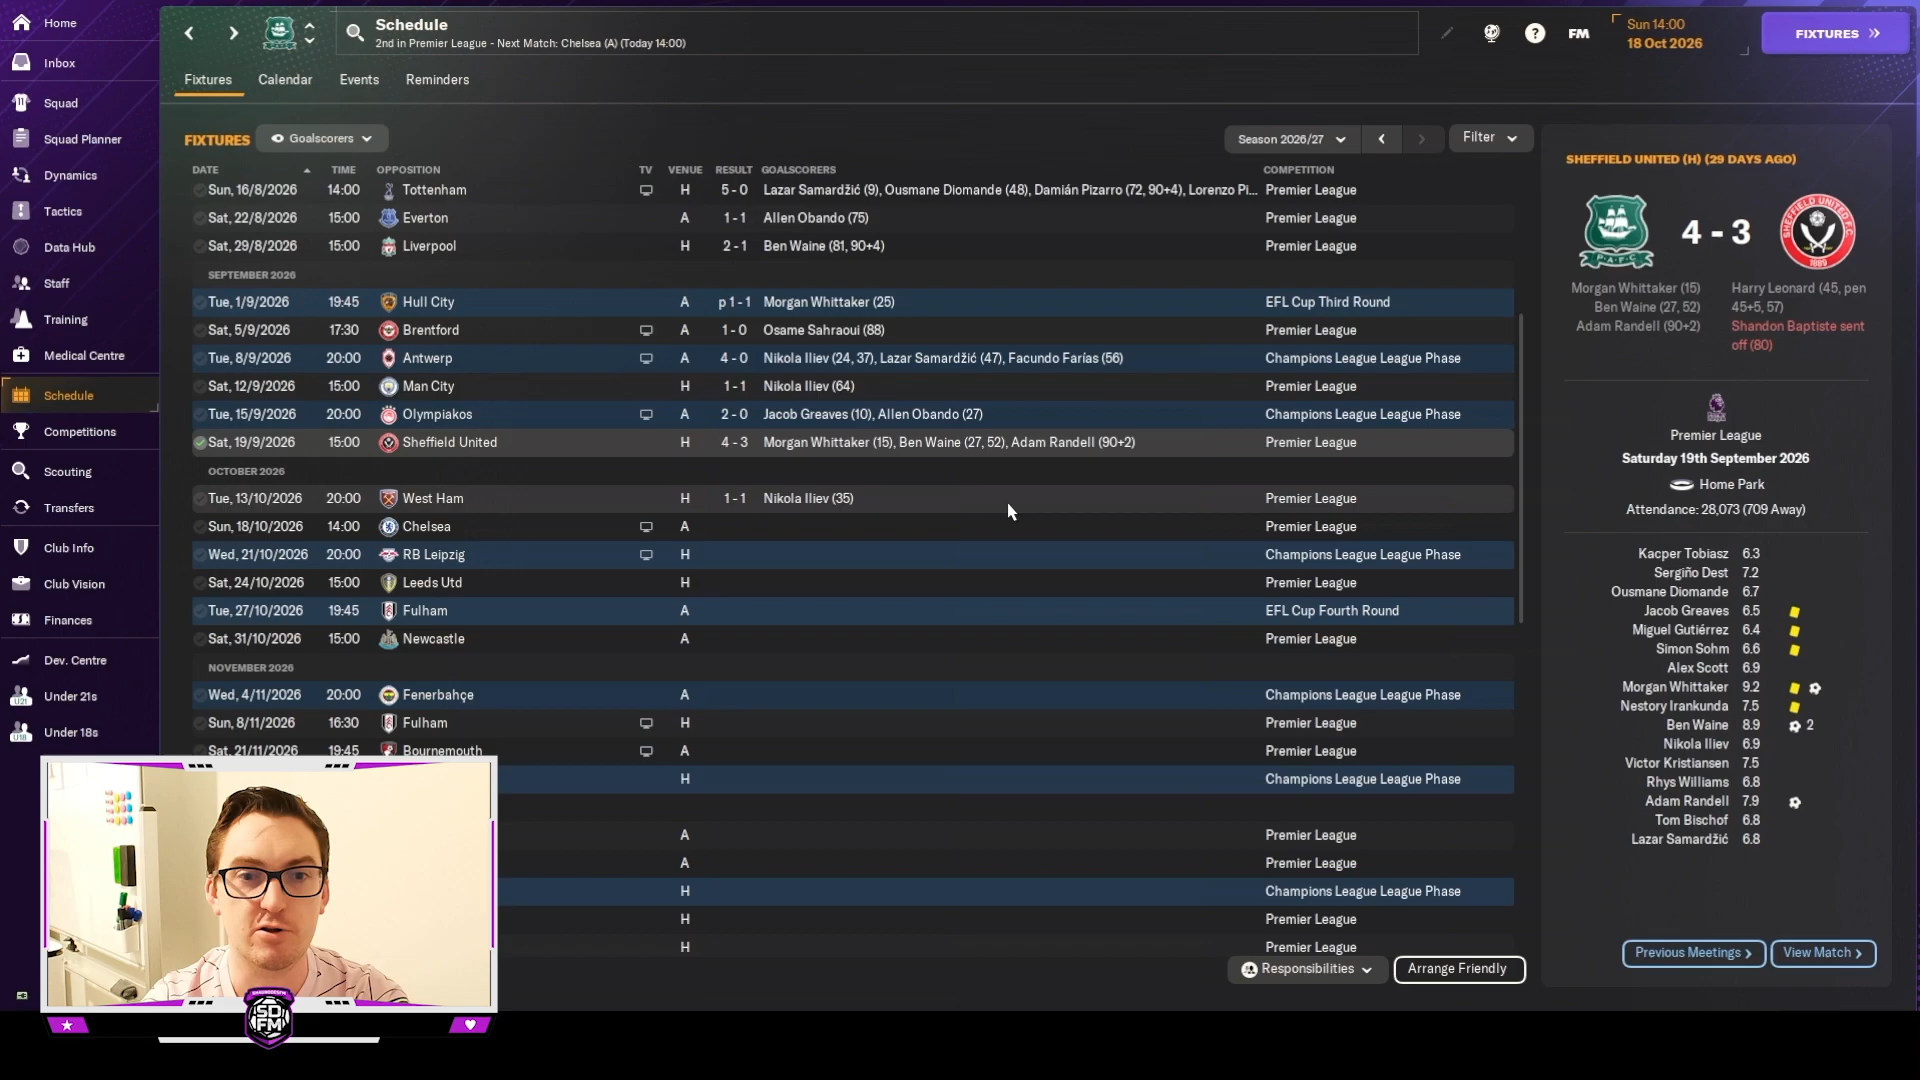 Home
Inbox
Squad
Squad Planner
Dynamics
Tactics
Data Hub
Staff
Training
Medical Centre
Schedule
Competitions
Scouting
Transfers
Club Info
Club Vision
Finances
Dev. Centre
Under 21s
Under 18s
Schedule
2nd in Premier League - Next Match: Chelsea (A) (Today 14:00)
FM
Sun 14:00
18 Oct 2026
FIXTURES
Fixtures Calendar Events Reminders
FIXTURES Goalscorers Season 2026/27 Filter
DATE TIME OPPOSITION TV VENUE RESULT GOALSCORERS COMPETITION
Sun, 16/8/2026 14:00 Tottenham H 5 - 0 Lazar Samardžić (9), Ousmane Diomande (48), Damián Pizarro (72, 90+4), Lorenzo Pi... Premier League
Sat, 22/8/2026 15:00 Everton A 1 - 1 Allen Obando (75) Premier League
Sat, 29/8/2026 15:00 Liverpool H 2 - 1 Ben Waine (81, 90+4) Premier League
SEPTEMBER 2026
Tue, 1/9/2026 19:45 Hull City A p 1 - 1 Morgan Whittaker (25) EFL Cup Third Round
Sat, 5/9/2026 17:30 Brentford A 1 - 0 Osame Sahraoui (88) Premier League
Tue, 8/9/2026 20:00 Antwerp A 4 - 0 Nikola Iliev (24, 37), Lazar Samardžić (47), Facundo Farías (56) Champions League League Phase
Sat, 12/9/2026 15:00 Man City H 1 - 1 Nikola Iliev (64) Premier League
Tue, 15/9/2026 20:00 Olympiakos A 2 - 0 Jacob Greaves (10), Allen Obando (27) Champions League League Phase
Sat, 19/9/2026 15:00 Sheffield United H 4 - 3 Morgan Whittaker (15), Ben Waine (27, 52), Adam Randell (90+2) Premier League
OCTOBER 2026
Tue, 13/10/2026 20:00 West Ham H 1 - 1 Nikola Iliev (35) Premier League
Sun, 18/10/2026 14:00 Chelsea A Premier League
Wed, 21/10/2026 20:00 RB Leipzig H Champions League League Phase
Sat, 24/10/2026 15:00 Leeds Utd H Premier League
Tue, 27/10/2026 19:45 Fulham A EFL Cup Fourth Round
Sat, 31/10/2026 15:00 Newcastle A Premier League
NOVEMBER 2026
Wed, 4/11/2026 20:00 Fenerbahçe A Champions League League Phase
Sun, 8/11/2026 16:30 Fulham H Premier League
Sat, 21/11/2026 19:45 Bournemouth A Premier League
H Champions League League Phase
A Premier League
A Premier League
H Champions League League Phase
H Premier League
H Premier League
Responsibilities Arrange Friendly
SHEFFIELD UNITED (H) (29 DAYS AGO)
P.A.F.C
4 - 3
SHEFFIELD UNITED F.C.
1889
Morgan Whittaker (15)
Ben Waine (27, 52)
Adam Randell (90+2)
Harry Leonard (45, pen
45+5, 57)
Shandon Baptiste sent
off (80)
Premier League
Saturday 19th September 2026
Home Park
Attendance: 28,073 (709 Away)
Kacper Tobiasz 6.3
Sergiño Dest 7.2
Ousmane Diomande 6.7
Jacob Greaves 6.5
Miguel Gutiérrez 6.4
Simon Sohm 6.6
Alex Scott 6.9
Morgan Whittaker 9.2
Nestory Irankunda 7.5
Ben Waine 8.9 2
Nikola Iliev 6.9
Victor Kristiansen 7.5
Rhys Williams 6.8
Adam Randell 7.9
Tom Bischof 6.8
Lazar Samardžić 6.8
Previous Meetings View Match
SD
FM